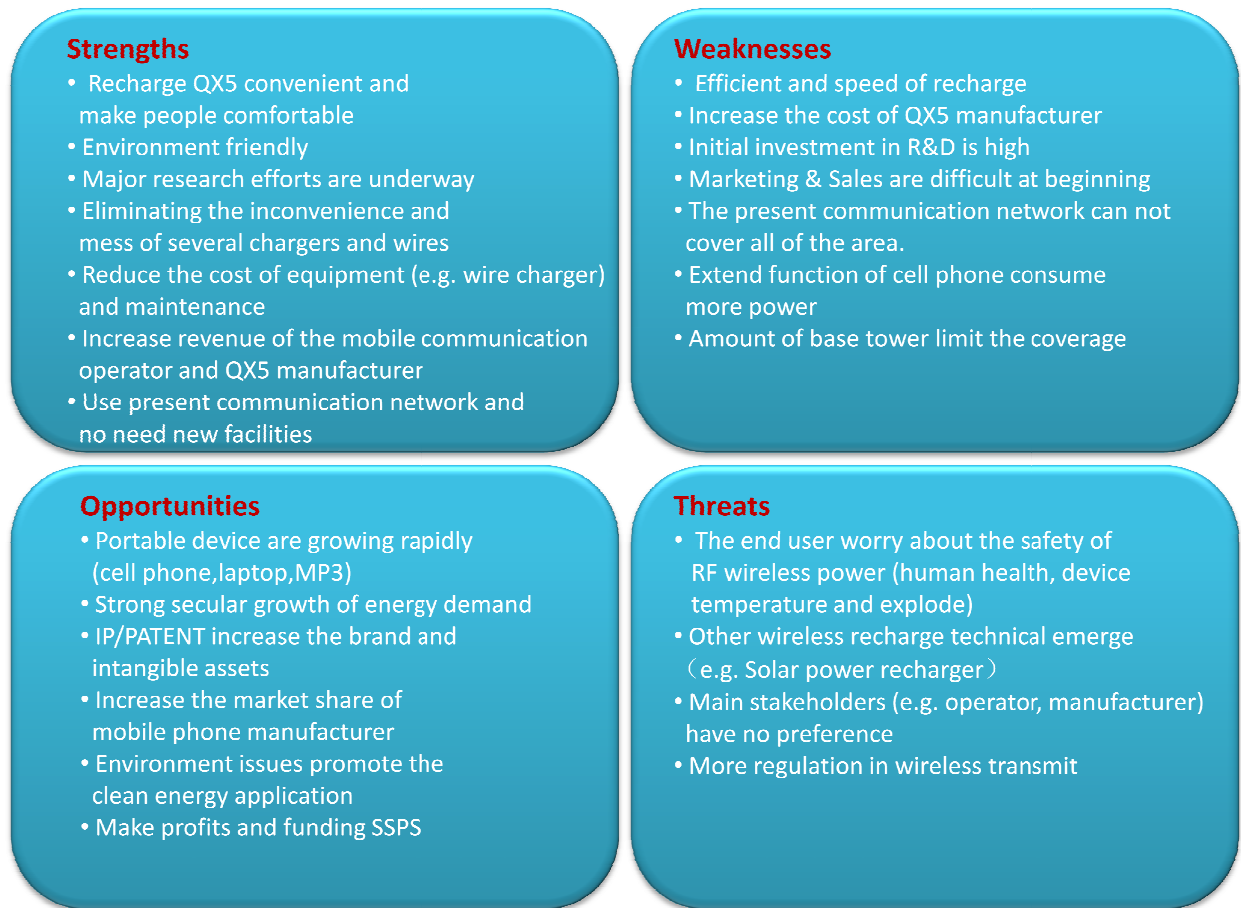 Strengths
• Recharge QX5 convenient and
make people comfortable
• Environment friendly
• Major research efforts are underway
• Eliminating the inconvenience and
mess of several chargers and wires
• Reduce the cost of equipment (e.g. wire charger)
and maintenance
• Increase revenue of the mobile communication
operator and QX5 manufacturer
• Use present communication network and
no need new facilities
Weaknesses
• Efficient and speed of recharge
• Increase the cost of QX5 manufacturer
• Initial investment in R&D is high
• Marketing & Sales are difficult at beginning
• The present communication network can not
cover all of the area.
• Extend function of cell phone consume
more power
• Amount of base tower limit the coverage
Opportunities
• Portable device are growing rapidly
(cell phone,laptop,MP3)
• Strong secular growth of energy demand
• IP/PATENT increase the brand and
intangible assets
• Increase the market share of
mobile phone manufacturer
• Environment issues promote the
clean energy application
• Make profits and funding SSPS
Threats
• The end user worry about the safety of
RF wireless power (human health, device
temperature and explode)
• Other wireless recharge technical emerge
（e.g. Solar power recharger）
• Main stakeholders (e.g. operator, manufacturer)
have no preference
• More regulation in wireless transmit